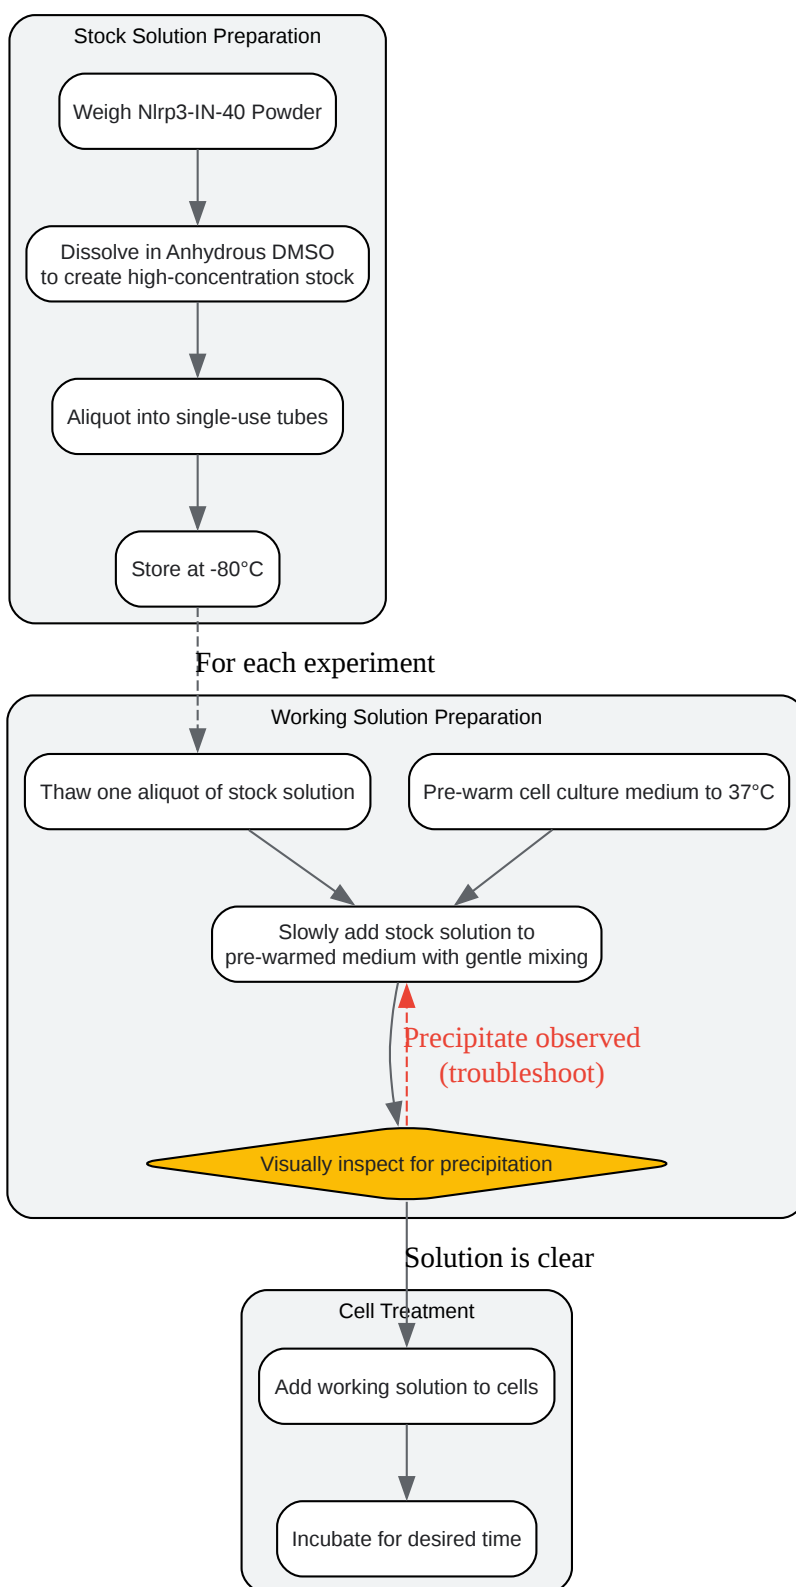 Stock Solution Preparation
Weigh Nlrp3-IN-40 Powder
Dissolve in Anhydrous DMSO
to create high-concentration stock
Aliquot into single-use tubes
Store at -80°C
For each experiment
Working Solution Preparation
Thaw one aliquot of stock solution
Pre-warm cell culture medium to 37°C
Slowly add stock solution to
pre-warmed medium with gentle mixing
Precipitate observed
(troubleshoot)
Visually inspect for precipitation
Solution is clear
Cell Treatment
Add working solution to cells
Incubate for desired time